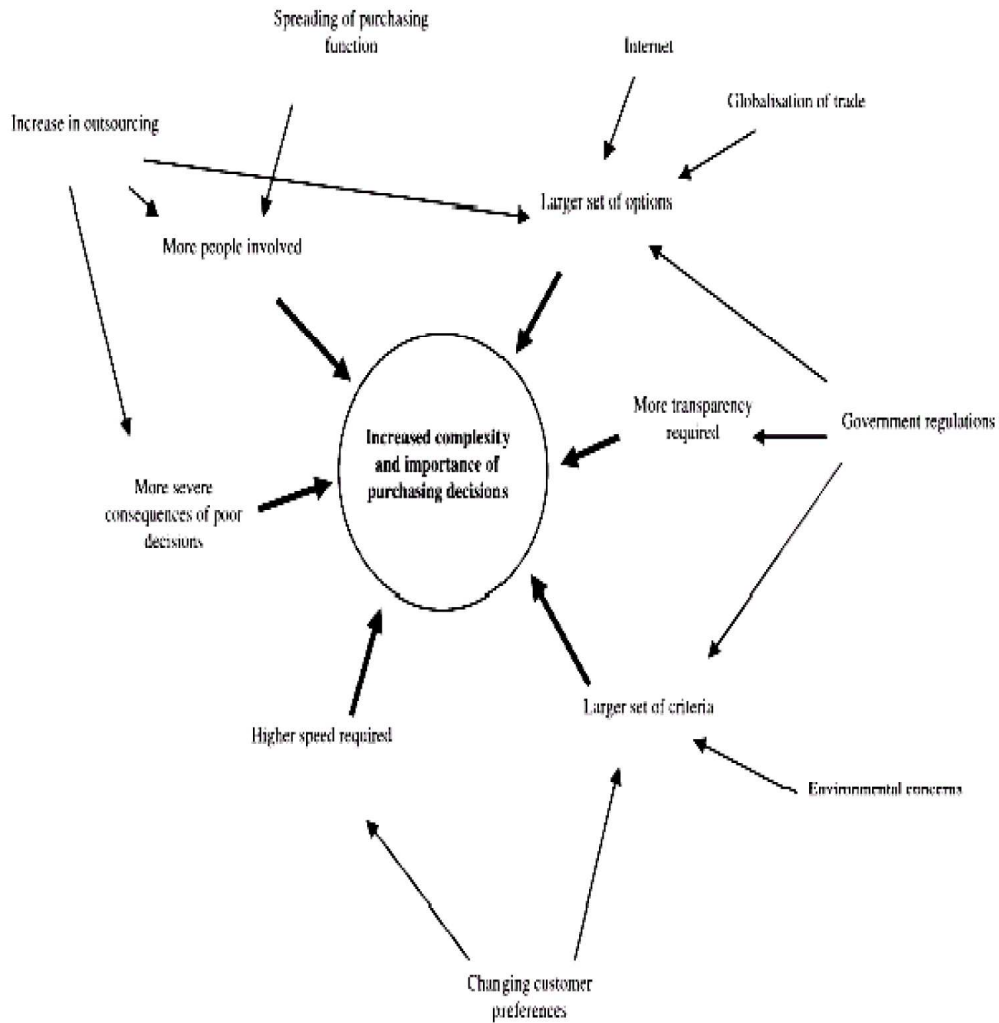 Spreading of purchasing
function
Internet
Globalisation of trade
Increase in outsourcing
Larger set of options
More people involved
More transparency
required
Government regulations
Increased complexity
and importance of
purchasing decisions
More severe
consequences of poor
decisions
Larger set of criteria
Higher speed required
Environmental concerns
Changing customer
preferences